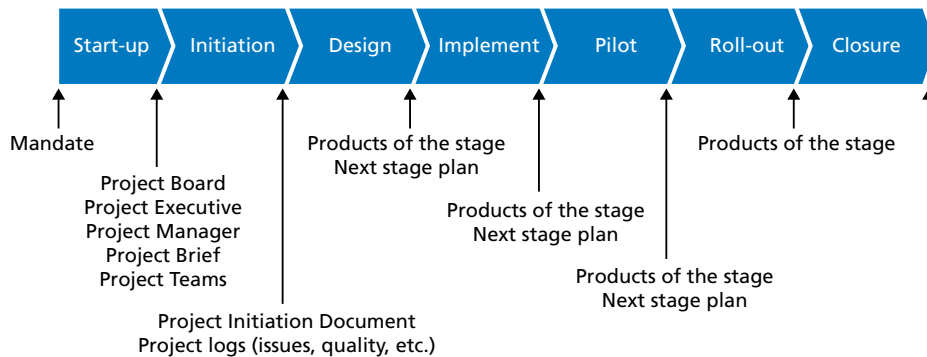 Start-up
Initiation
Design
Implement
Pilot
Roll-out
Closure
Mandate
Project Board
Project Executive
Project Manager
Project Brief
Project Teams
Project Initiation Document
Project logs (issues, quality, etc.)
Products of the stage
Next stage plan
Products of the stage
Next stage plan
Products of the stage
Next stage plan
Products of the stage